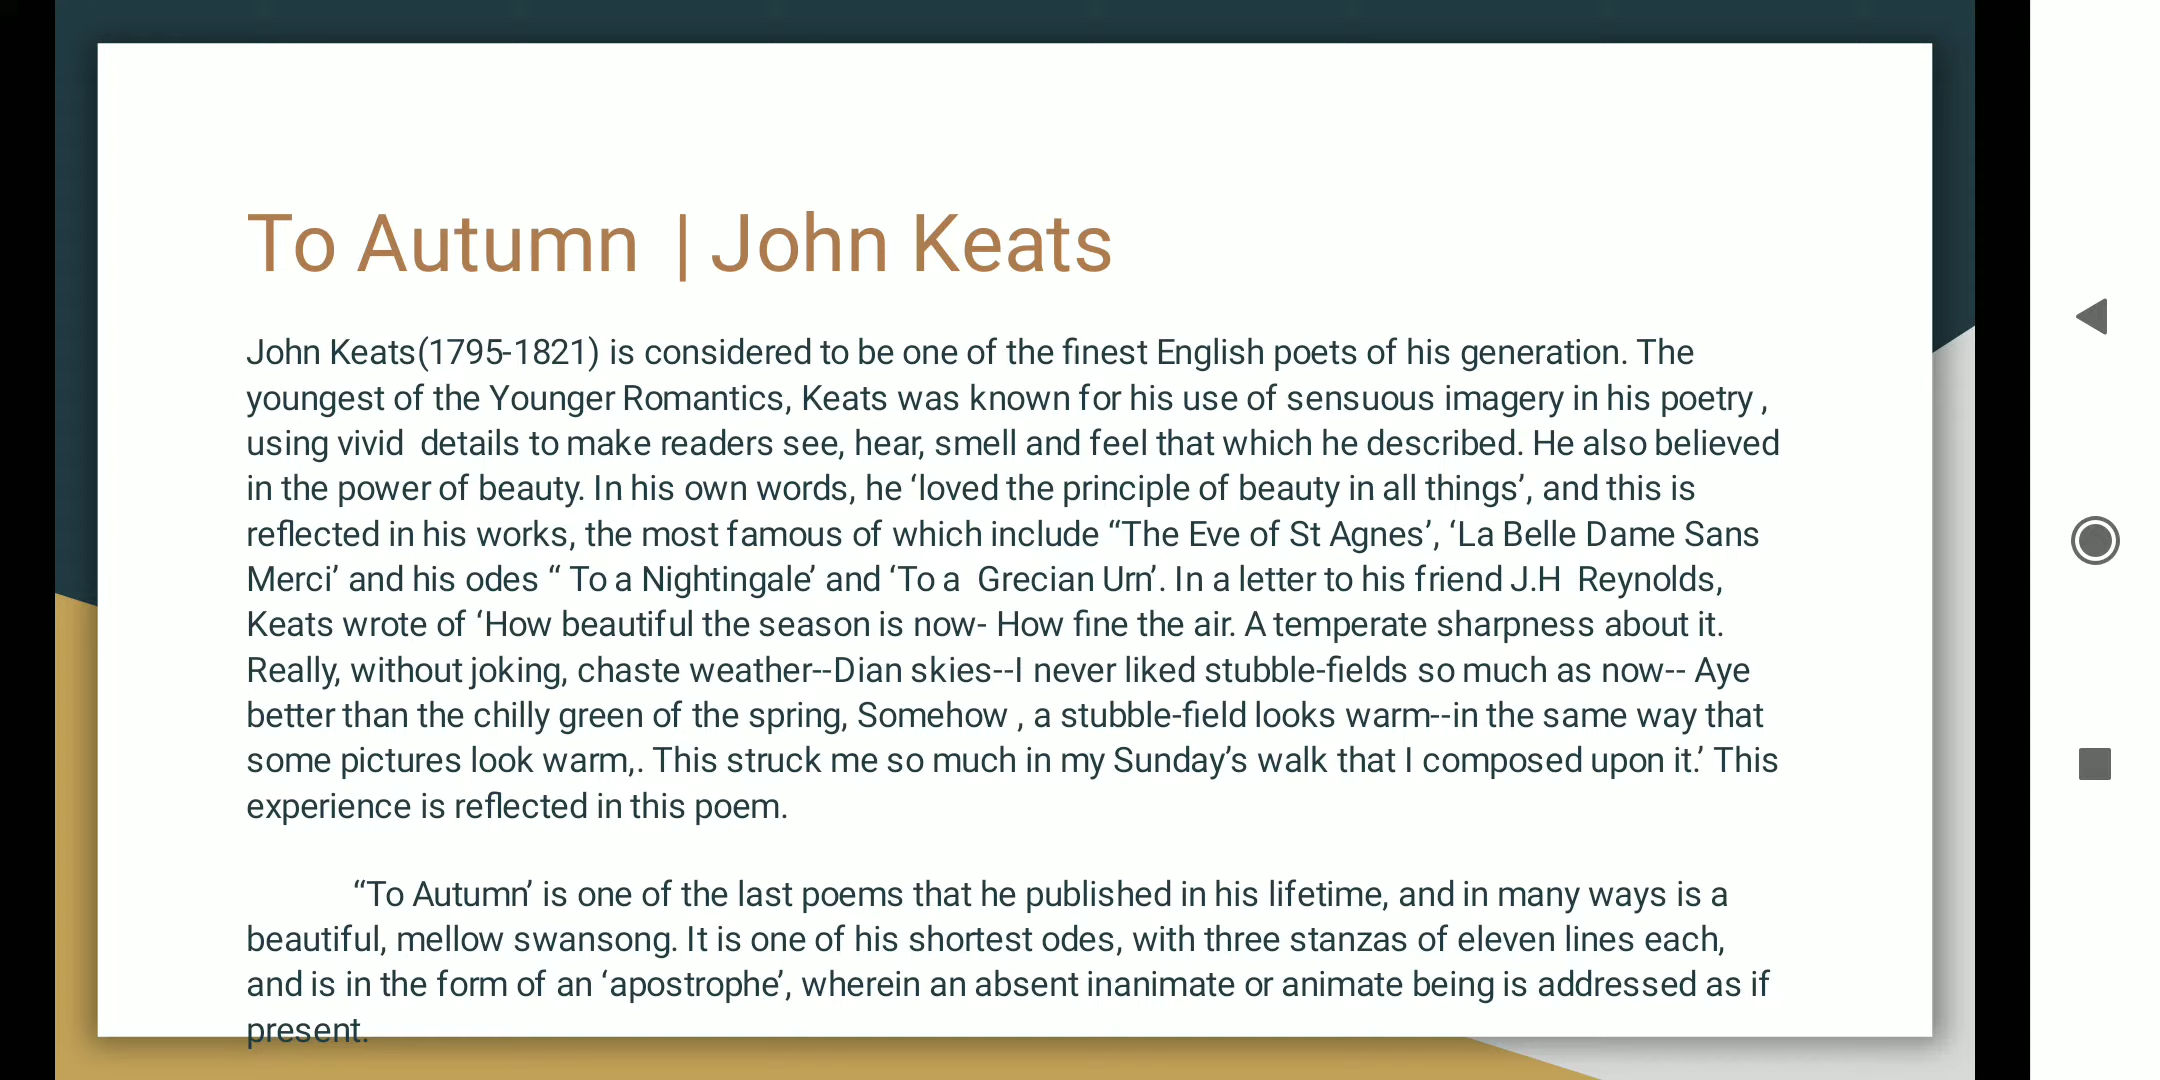 To Autumn | John Keats
John Keats(1795-1821) is considered to be one of the finest English poets of his generation. The
youngest of the Younger Romantics, Keats was known for his use of sensuous imagery in his poetry ,
using vivid details to make readers see, hear, smell and feel that which he described. He also believed
in the power of beauty. In his own words, he ‘loved the principle of beauty in all things’, and this is
reflected in his works, the most famous of which include “The Eve of St Agnes’, ‘La Belle Dame Sans
Merci’ and his odes “ To a Nightingale’ and ‘To a Grecian Urn’. In a letter to his friend J.H Reynolds,
Keats wrote of ‘How beautiful the season is now- How fine the air. A temperate sharpness about it.
Really, without joking, chaste weather--Dian skies--I never liked stubble-fields so much as now-- Aye
better than the chilly green of the spring, Somehow , a stubble-field looks warm--in the same way that
some pictures look warm,. This struck me so much in my Sunday’s walk that I composed upon it.’ This
experience is reflected in this poem.
“To Autumn’ is one of the last poems that he published in his lifetime, and in many ways is a
beautiful, mellow swansong. It is one of his shortest odes, with three stanzas of eleven lines each,
and is in the form of an ‘apostrophe’, wherein an absent inanimate or animate being is addressed as if
present.